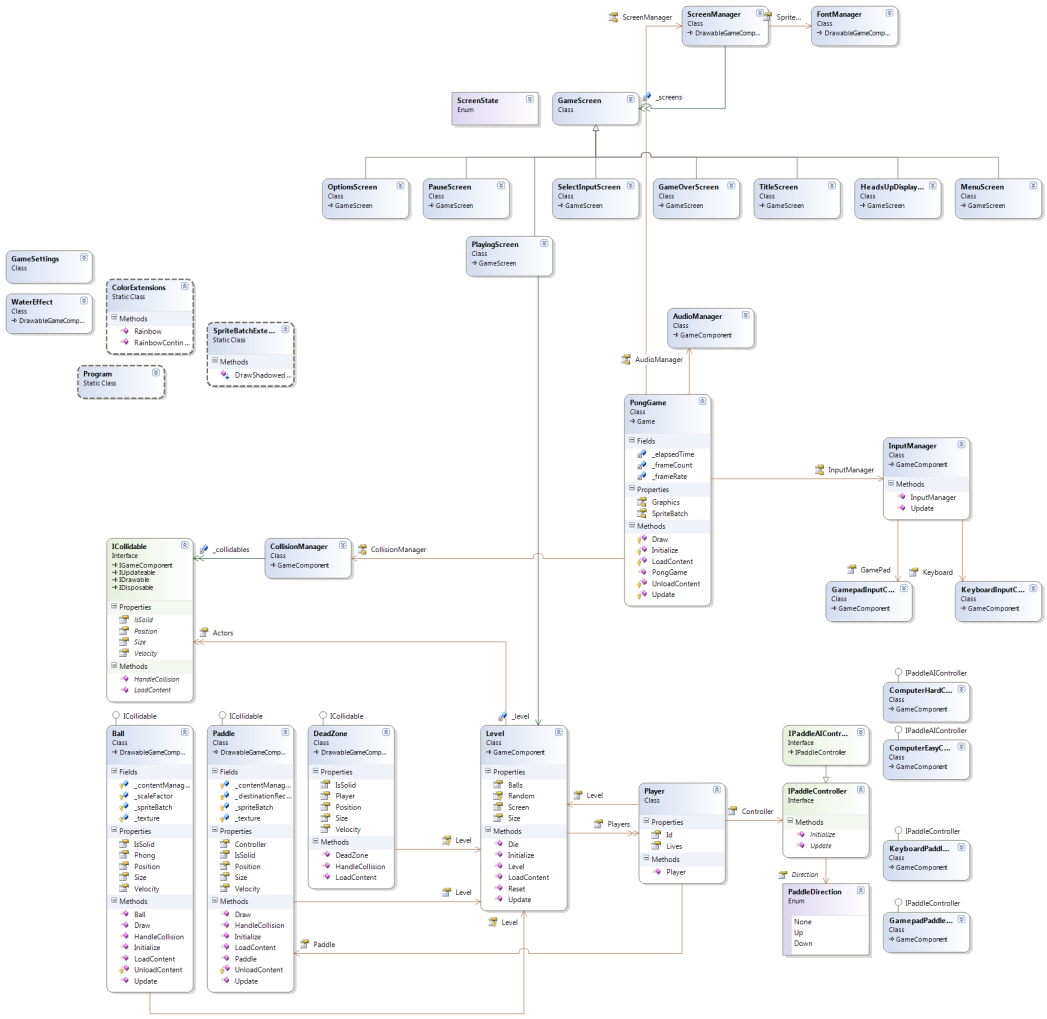 ScreenManager
ScreenManager
Class
DrawableGameComp...
Sprite...
FontManager
Class
DrawableGameComp...
ScreenState
Enum
GameScreen
Class
_screens
OptionsScreen
Class
GameScreen
PauseScreen
Class
GameScreen
SelectInputScreen
Class
GameScreen
GameOverScreen
Class
GameScreen
TitleScreen
Class
GameScreen
HeadsUpDisplay...
Class
GameScreen
MenuScreen
Class
GameScreen
PlayingScreen
Class
GameScreen
GameSettings
Class
WaterEffect
Class
DrawableGameComp...
ColorExtensions
Static Class
Methods
Rainbow
RainbowContin...
SpriteBatchExte...
Static Class
Methods
DrawShadowed...
Program
Static Class
AudioManager
Class
GameComponent
AudioManager
PongGame
Class
Game
Fields
_elapsedTime
_frameCount
_frameRate
Properties
Graphics
SpriteBatch
Methods
Draw
Initialize
LoadContent
PongGame
UnloadContent
Update
InputManager
InputManager
Class
GameComponent
Methods
InputManager
Update
GamePad
Keyboard
GamepadInputC...
Class
GameComponent
KeyboardInputC...
Class
GameComponent
ICollidable
Interface
IGameComponent
IUpdateable
IDrawable
IDisposable
Properties
IsSolid
Position
Size
Velocity
Methods
HandleCollision
LoadContent
_collidables
CollisionManager
Class
GameComponent
CollisionManager
Actors
_level
ICollidable
Ball
Class
DrawableGameComp...
Fields
_contentManag...
_scaleFactor
_spriteBatch
_texture
Properties
IsSolid
Phong
Position
Size
Velocity
Methods
Ball
Draw
HandleCollision
Initialize
LoadContent
UnloadContent
Update
ICollidable
Paddle
Class
DrawableGameComp...
Fields
_contentManag...
_destinationRec...
_spriteBatch
_texture
Properties
Controller
IsSolid
Position
Size
Velocity
Methods
Draw
HandleCollision
Initialize
LoadContent
Paddle
UnloadContent
Update
ICollidable
DeadZone
Class
DrawableGameComp...
Properties
IsSolid
Player
Position
Size
Velocity
Methods
DeadZone
HandleCollision
LoadContent
Level
Level
Level
Paddle
Level
Class
GameComponent
Properties
Balls
Random
Screen
Size
Methods
Die
Initialize
Level
LoadContent
Reset
Update
Level
Players
Player
Class
Properties
Id
Lives
Methods
Player
Controller
IPaddleAIContr...
Interface
IPaddleController
IPaddleController
Interface
Methods
Initialize
Update
Direction
PaddleDirection
Enum
None
Up
Down
IPaddleAIController
ComputerHardC...
Class
GameComponent
IPaddleAIController
ComputerEasyC...
Class
GameComponent
IPaddleController
KeyboardPaddl...
Class
GameComponent
IPaddleController
GamepadPaddle...
Class
GameComponent